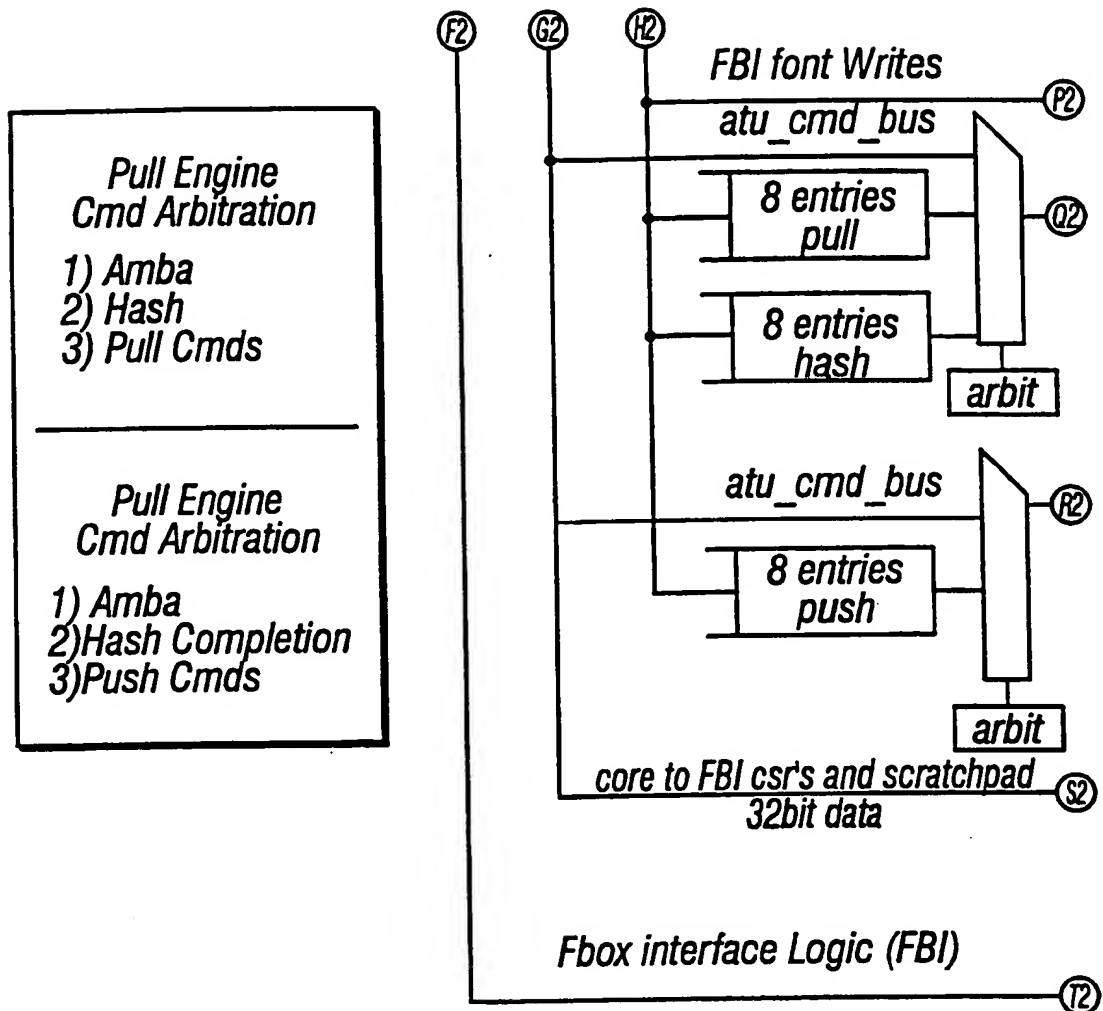 F2 G2 H2
FBI font Writes
P2
atu_cmd_bus
Pull Engine
Cmd Arbitration
1) Amba
2) Hash
3) Pull Cmds
8 entries
pull
Q2
8 entries
hash
arbit
Pull Engine
Cmd Arbitration
1) Amba
2)Hash Completion
3)Push Cmds
atu_cmd_bus
R2
8 entries
push
arbit
core to FBI csr's and scratchpad
32bit data
S2
Fbox interface Logic (FBI)
T2